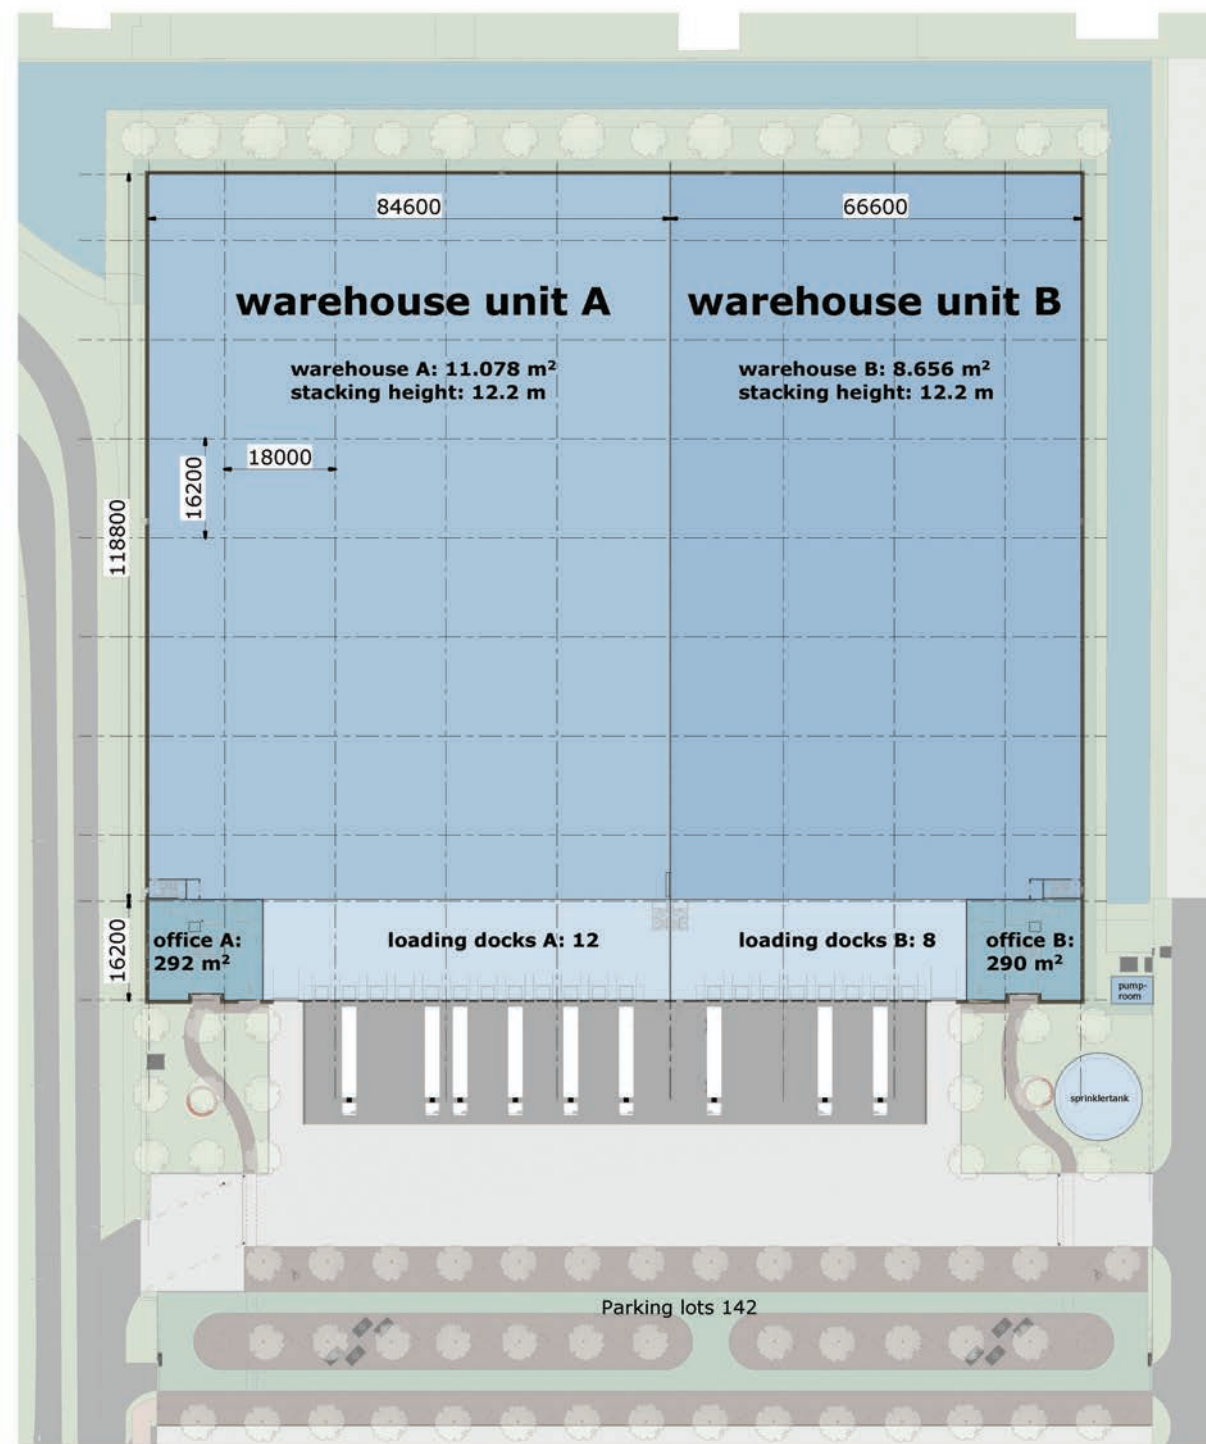 84600
66600
warehouse unit A
warehouse unit B
warehouse A: 11.078 m²
stacking height: 12.2 m
warehouse B: 8.656 m²
stacking height: 12.2 m
18000
16200
118800
16200
office A:
292 m²
loading docks A: 12
loading docks B: 8
office B:
290 m²
pump-
room
sprinklertank
Parking lots 142